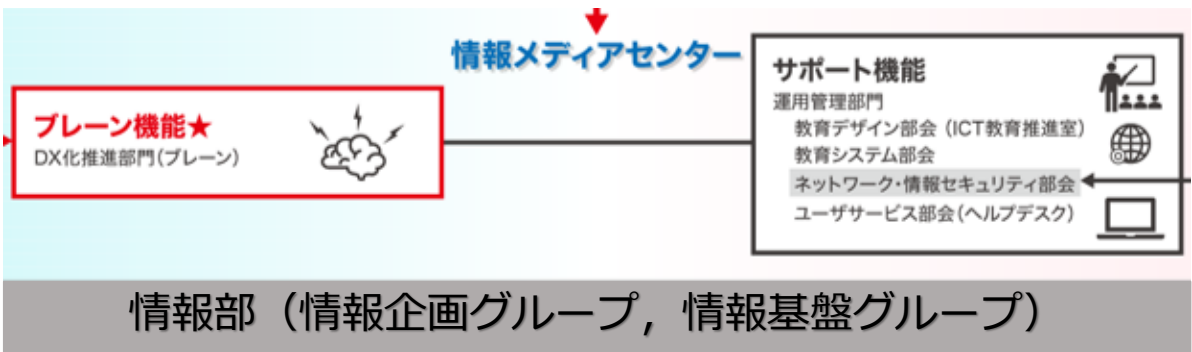 情報メディアセンター
ブレーン機能★
DX化推進部門(ブレーン)
サポート機能
運用管理部門
教育デザイン部会(ICT教育推進室)
教育システム部会
ネットワーク・情報セキュリティ部会
ユーザサービス部会(ヘルプデスク)
情報部（情報企画グループ，情報基盤グループ）